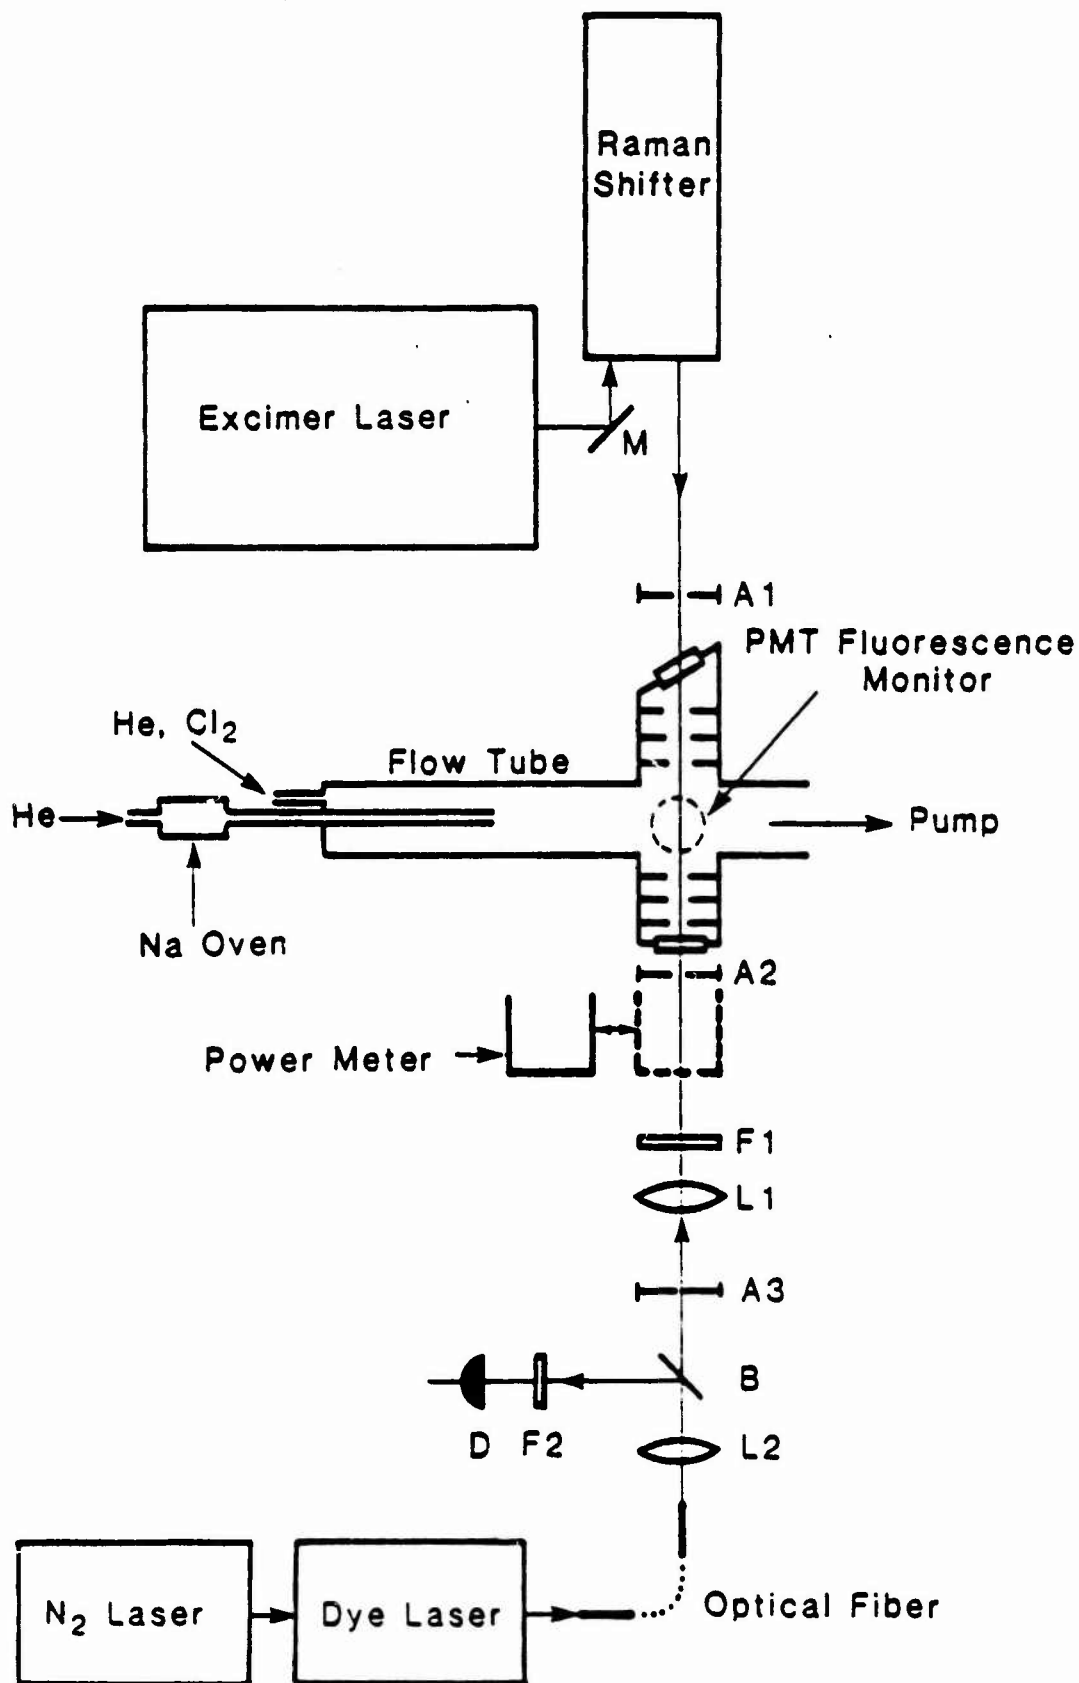 Raman
Shifter
Excimer Laser
M
A1
PMT Fluorescence
Monitor
He, Cl₂
Flow Tube
He
Pump
Na Oven
A2
Power Meter
F1
L1
A3
B
D
F2
L2
N₂ Laser
Dye Laser
Optical Fiber